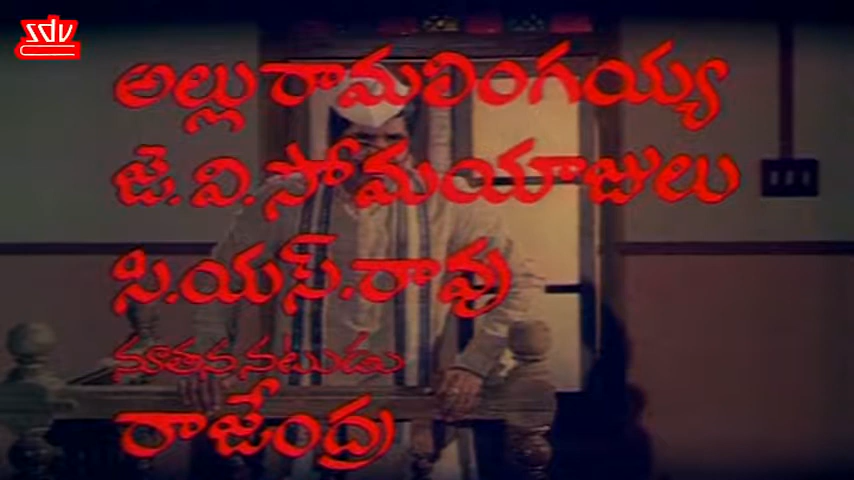 sdv
అల్లు రామలింగయ్య
జె.వి.సోమయాజులు
సి.యస్.రావు
నూతననటుడు
రాజేంద్ర